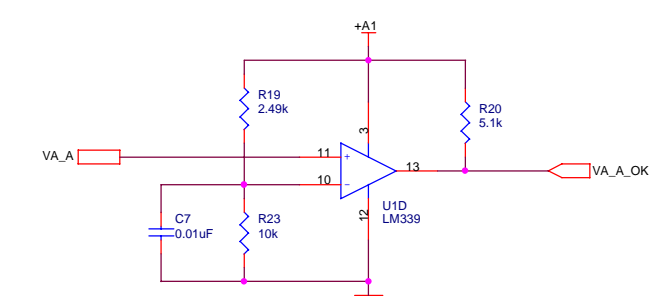 +A1
R19
2.49k
R20
5.1k
3
VA_A
11
+
13
VA_A_OK
10
-
U1D
LM339
12
C7
0.01uF
R23
10k